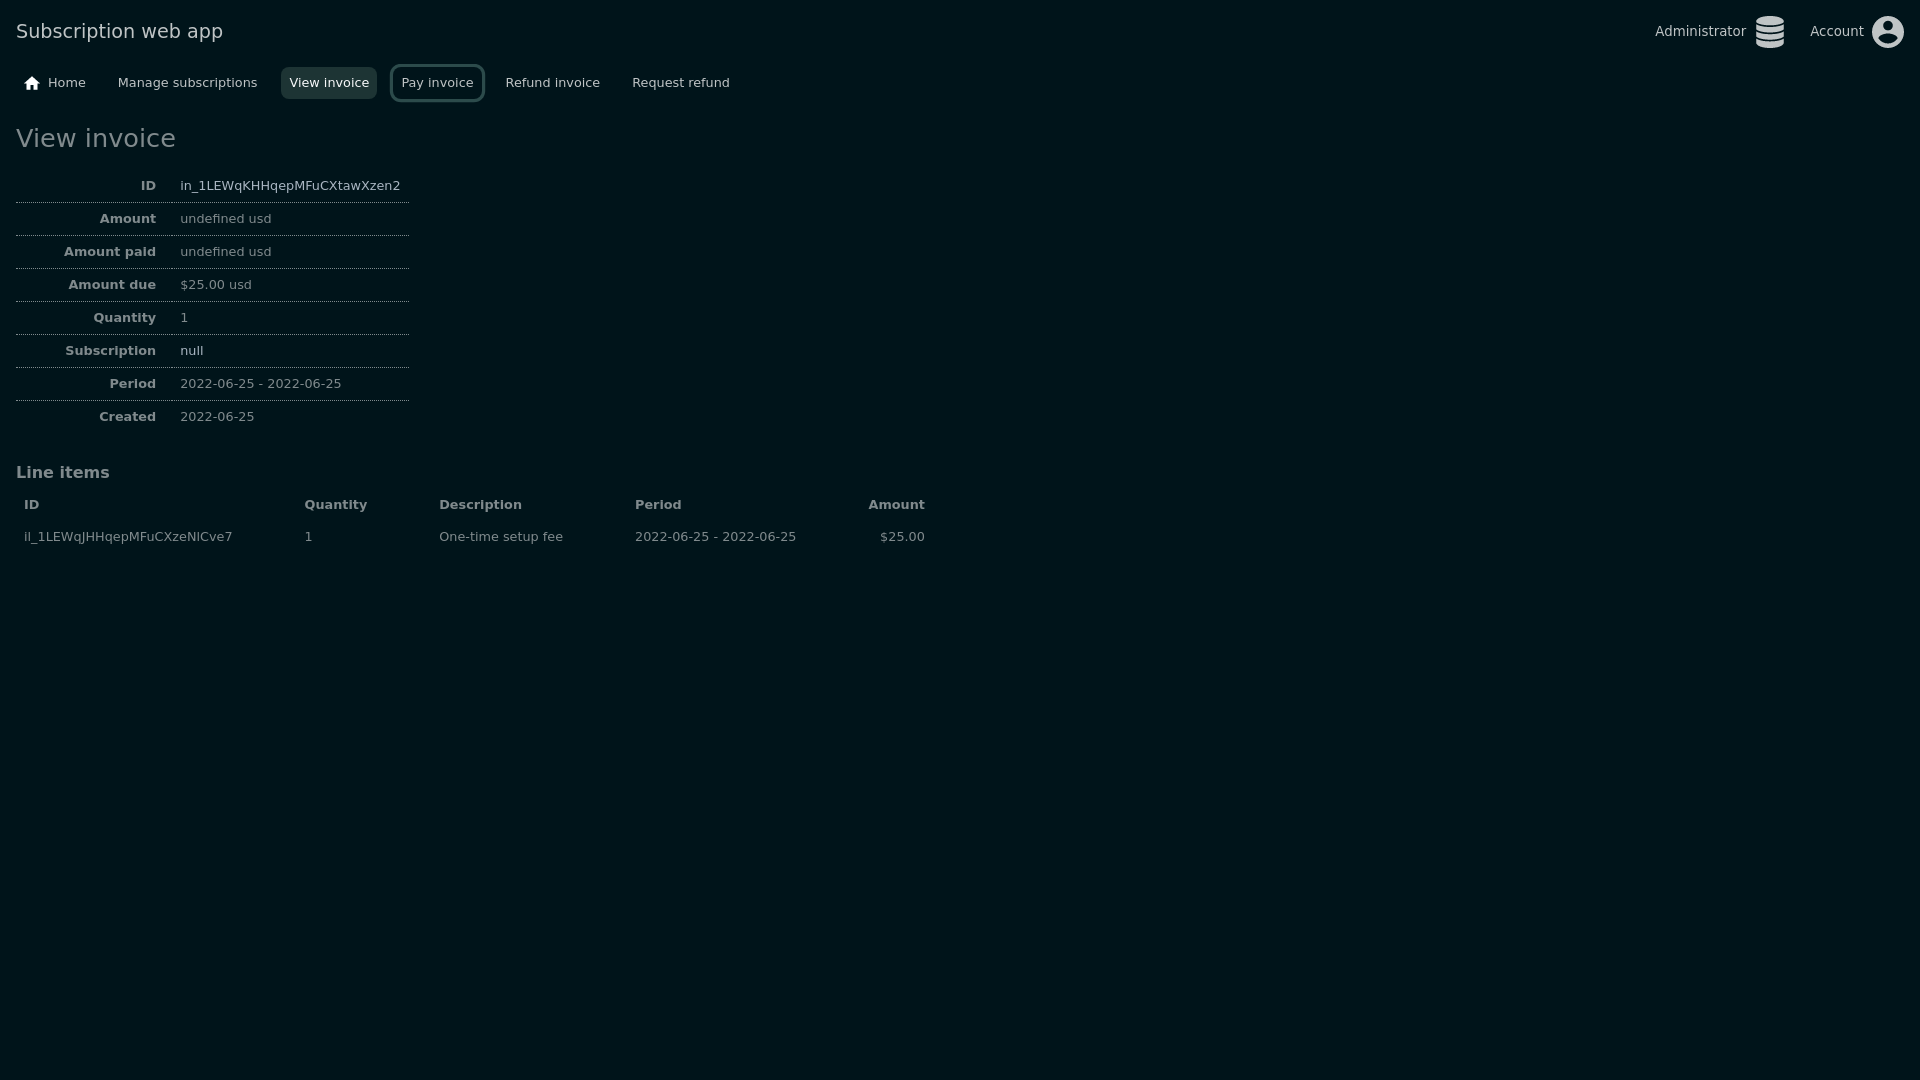 Subscription web app
Administrator
Account
Home
Manage subscriptions
View invoice
Pay invoice
Refund invoice
Request refund
View invoice
ID in_1LEWqKHHqepMFuCXtawXzen2
Amount undefined usd
Amount paid undefined usd
Amount due $25.00 usd
Quantity 1
Subscription null
Period 2022-06-25 - 2022-06-25
Created 2022-06-25
Line items
ID Quantity Description Period Amount
il_1LEWqJHHqepMFuCXzeNlCve7 1 One-time setup fee 2022-06-25 - 2022-06-25 $25.00